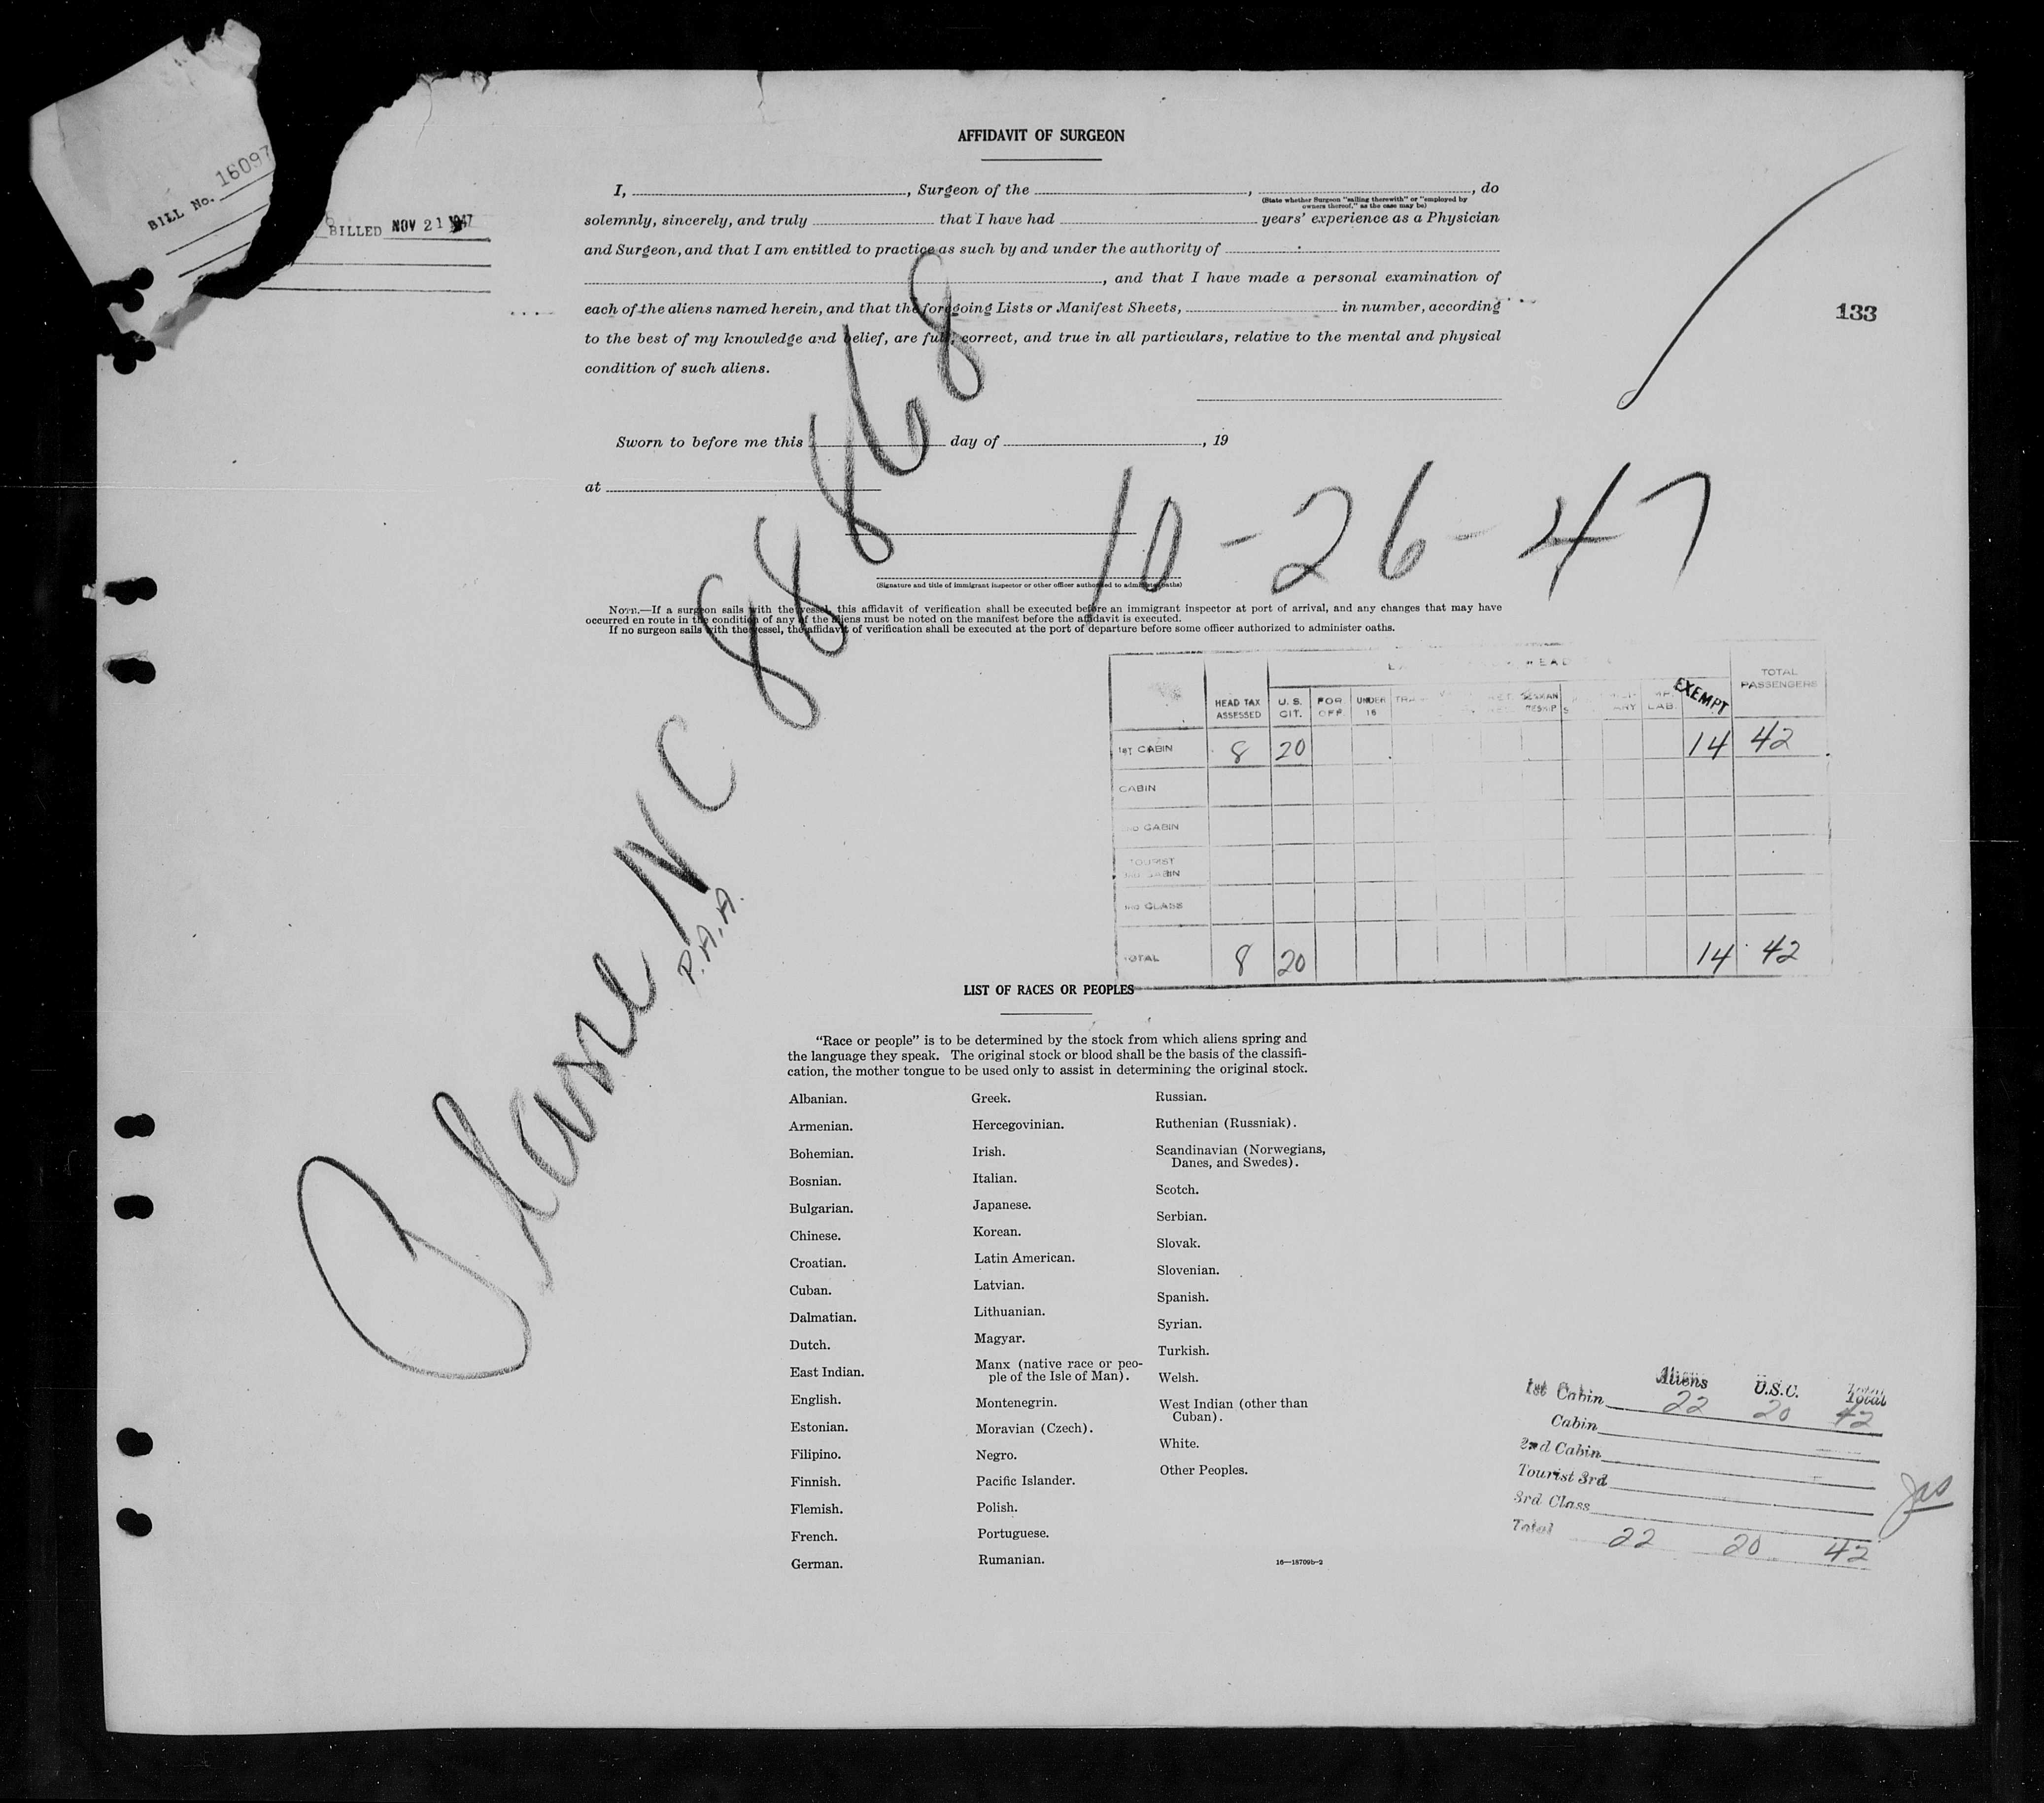 AFFIDAVIT OF SURGEON
I, , Surgeon of the , , do
(State whether Surgeon "sailing therewith" or "employed by
owners thereof," as the case may be)
solemnly, sincerely, and truly that I have had years' experience as a Physician
and Surgeon, and that I am entitled to practice as such by and under the authority of
, and that I have made a personal examination of
each of the aliens named herein, and that the foregoing Lists or Manifest Sheets, in number, according
to the best of my knowledge and belief, are full, correct, and true in all particulars, relative to the mental and physical
condition of such aliens.
Sworn to before me this day of , 19
at
(Signature and title of immigrant inspector or other officer authorized to administer oaths)
NOTE.—If a surgeon sails with the vessel, this affidavit of verification shall be executed before an immigrant inspector at port of arrival, and any changes that may have
occurred en route in the condition of any of the aliens must be noted on the manifest before the affidavit is executed.
If no surgeon sails with the vessel, the affidavit of verification shall be executed at the port of departure before some officer authorized to administer oaths.
BILL No. 16097
BILLED NOV 21 1947
133
10-26-47
Plane NC 88868
P.A.A.
HEAD TAX ASSESSED U. S. CIT. FOR OFF. UNDER 16 LAB. EXEMPT TOTAL PASSENGERS
1ST CABIN 8 20 14 42
CABIN
CABIN
TOURIST
CABIN
CLASS
TOTAL 8 20 14 42
LIST OF RACES OR PEOPLES
"Race or people" is to be determined by the stock from which aliens spring and
the language they speak. The original stock or blood shall be the basis of the classifi-
cation, the mother tongue to be used only to assist in determining the original stock.
Albanian.
Armenian.
Bohemian.
Bosnian.
Bulgarian.
Chinese.
Croatian.
Cuban.
Dalmatian.
Dutch.
East Indian.
English.
Estonian.
Filipino.
Finnish.
Flemish.
French.
German.
Greek.
Hercegovinian.
Irish.
Italian.
Japanese.
Korean.
Latin American.
Latvian.
Lithuanian.
Magyar.
Manx (native race or peo-
ple of the Isle of Man).
Montenegrin.
Moravian (Czech).
Negro.
Pacific Islander.
Polish.
Portuguese.
Rumanian.
Russian.
Ruthenian (Russniak).
Scandinavian (Norwegians,
Danes, and Swedes).
Scotch.
Serbian.
Slovak.
Slovenian.
Spanish.
Syrian.
Turkish.
Welsh.
West Indian (other than
Cuban).
White.
Other Peoples.
16—18709b-2
Aliens U.S.C. Total
1st Cabin 22 20 42
Cabin
2nd Cabin
Tourist 3rd
3rd Class
Total 22 20 42